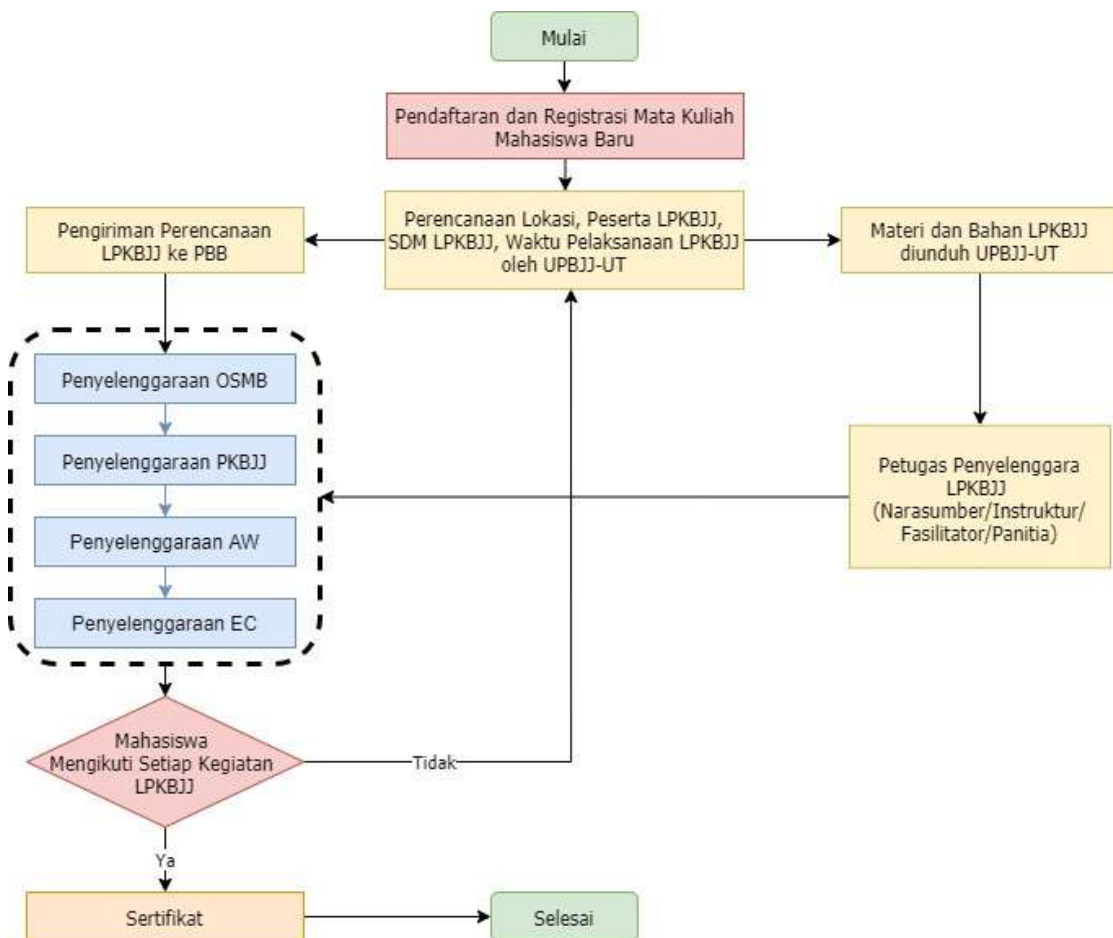 Mulai
Pendaftaran dan Registrasi Mata Kuliah
Mahasiswa Baru
Pengiriman Perencanaan
LPKBJJ ke PBB
Perencanaan Lokasi, Peserta LPKBJJ,
SDM LPKBJJ, Waktu Pelaksanaan LPKBJJ
oleh UPBJJ-UT
Materi dan Bahan LPKBJJ
diunduh UPBJJ-UT
Penyelenggaraan OSMB
Penyelenggaraan PKBJJ
Penyelenggaraan AW
Penyelenggaraan EC
Petugas Penyelenggara
LPKBJJ
(Narasumber/Instruktur/
Fasilitator/Panitia)
Mahasiswa
Mengikuti Setiap Kegiatan
LPKBJJ
Tidak
Ya
Sertifikat
Selesai